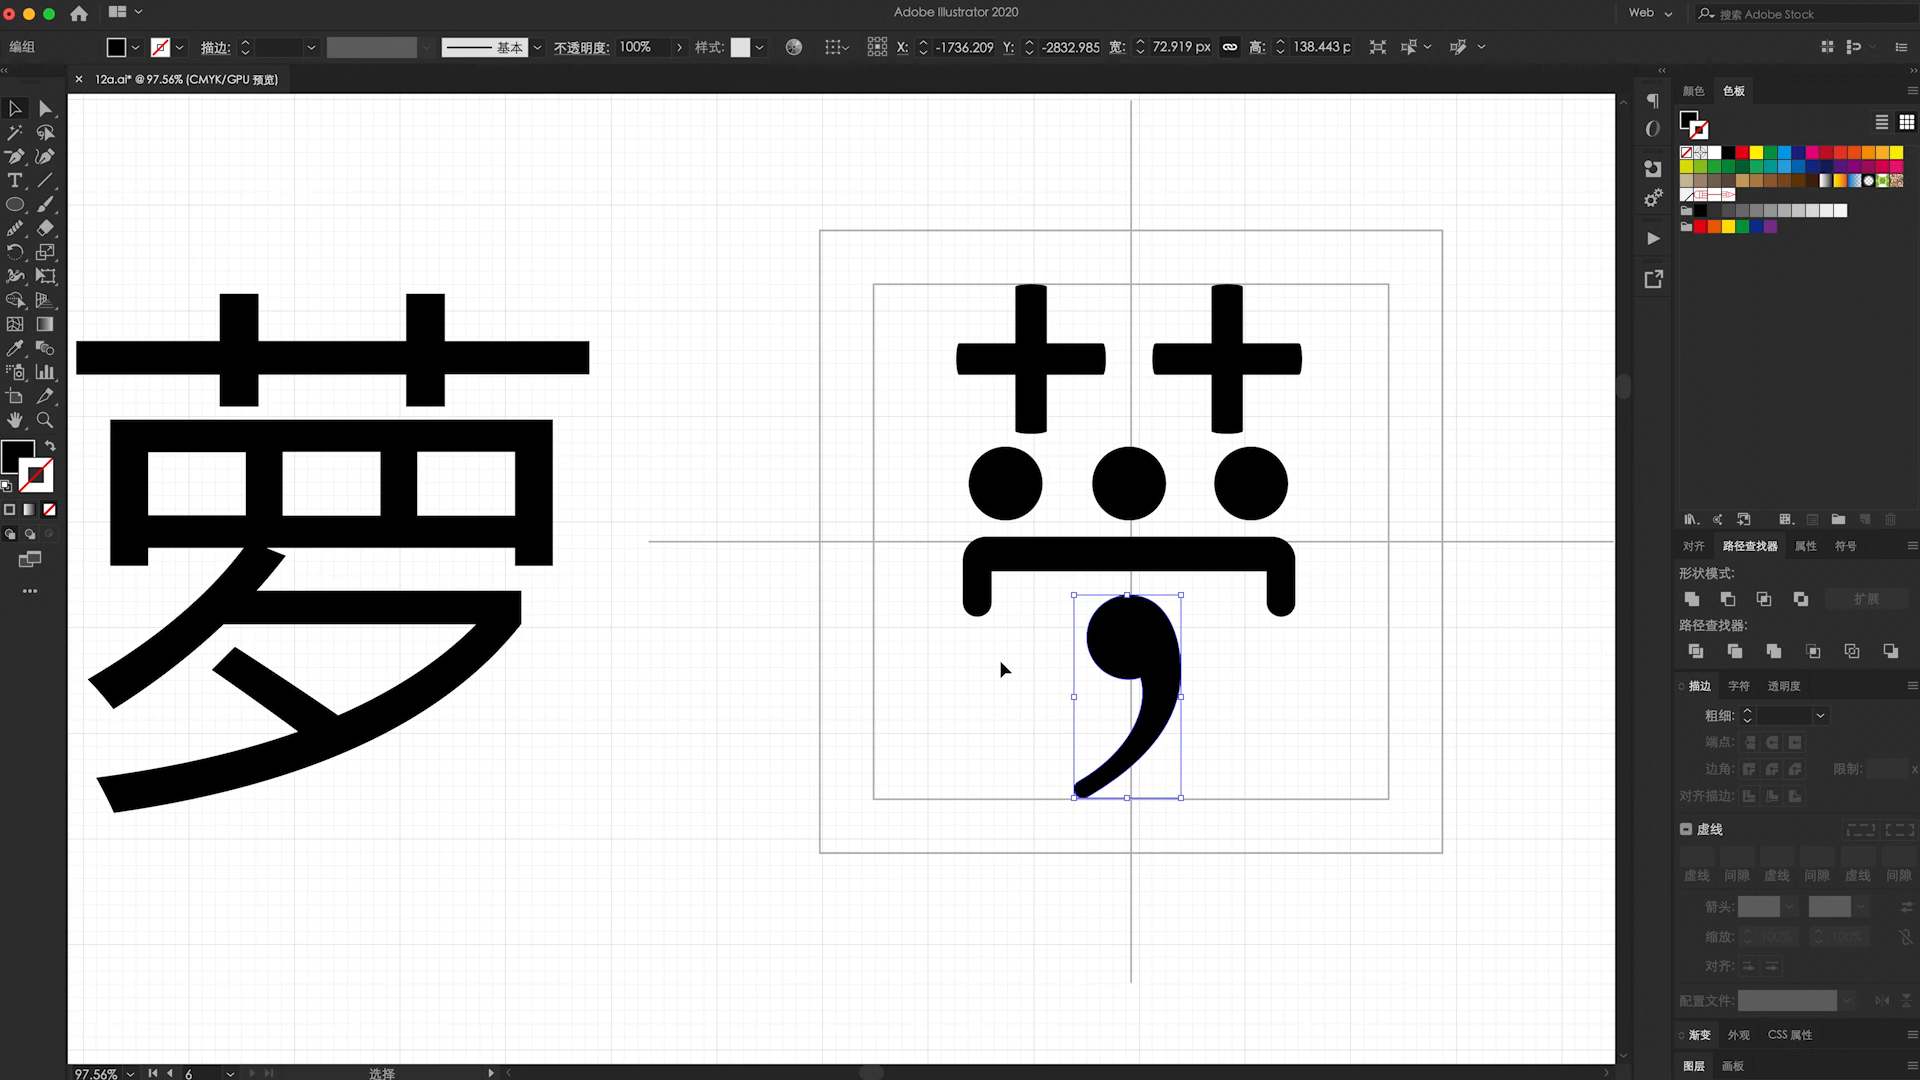 Adobe Illustrator 2020
Web
搜索 Adobe Stock
编组
描边:
基本
不透明度:
100%
样式:
X:
-1736.209
Y:
-2832.985
宽:
72.919 px
高:
138.443 p
12a.ai* @ 97.56% (CMYK/GPU 预览)
颜色
色板
夢
对齐
路径查找器
属性
符号
形状模式:
扩展
路径查找器:
描边
字符
透明度
粗细:
端点:
边角:
限制:
x
对齐描边:
虚线
虚线
间隙
虚线
间隙
虚线
间隙
箭头:
缩放:
100%
100%
对齐:
配置文件:
渐变
外观
CSS 属性
图层
画板
97.56%
6
选择